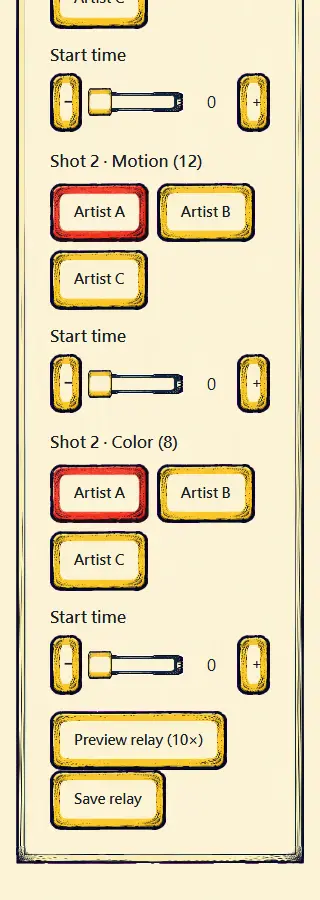 Artist C
Start time
− 0 +
Shot 2 · Motion (12)
Artist A Artist B
Artist C
Start time
− 0 +
Shot 2 · Color (8)
Artist A Artist B
Artist C
Start time
− 0 +
Preview relay (10×)
Save relay